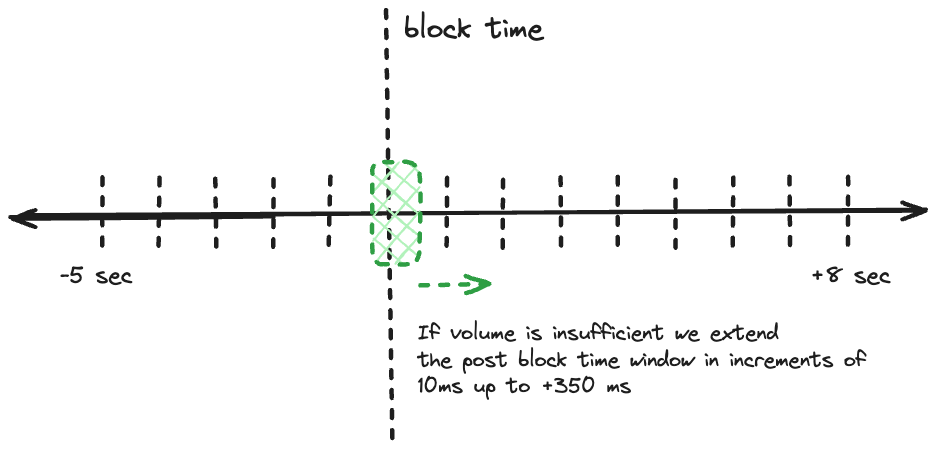 block time
-5 sec
+8 sec
If volume is insufficient we extend
the post block time window in increments of
10ms up to +350 ms